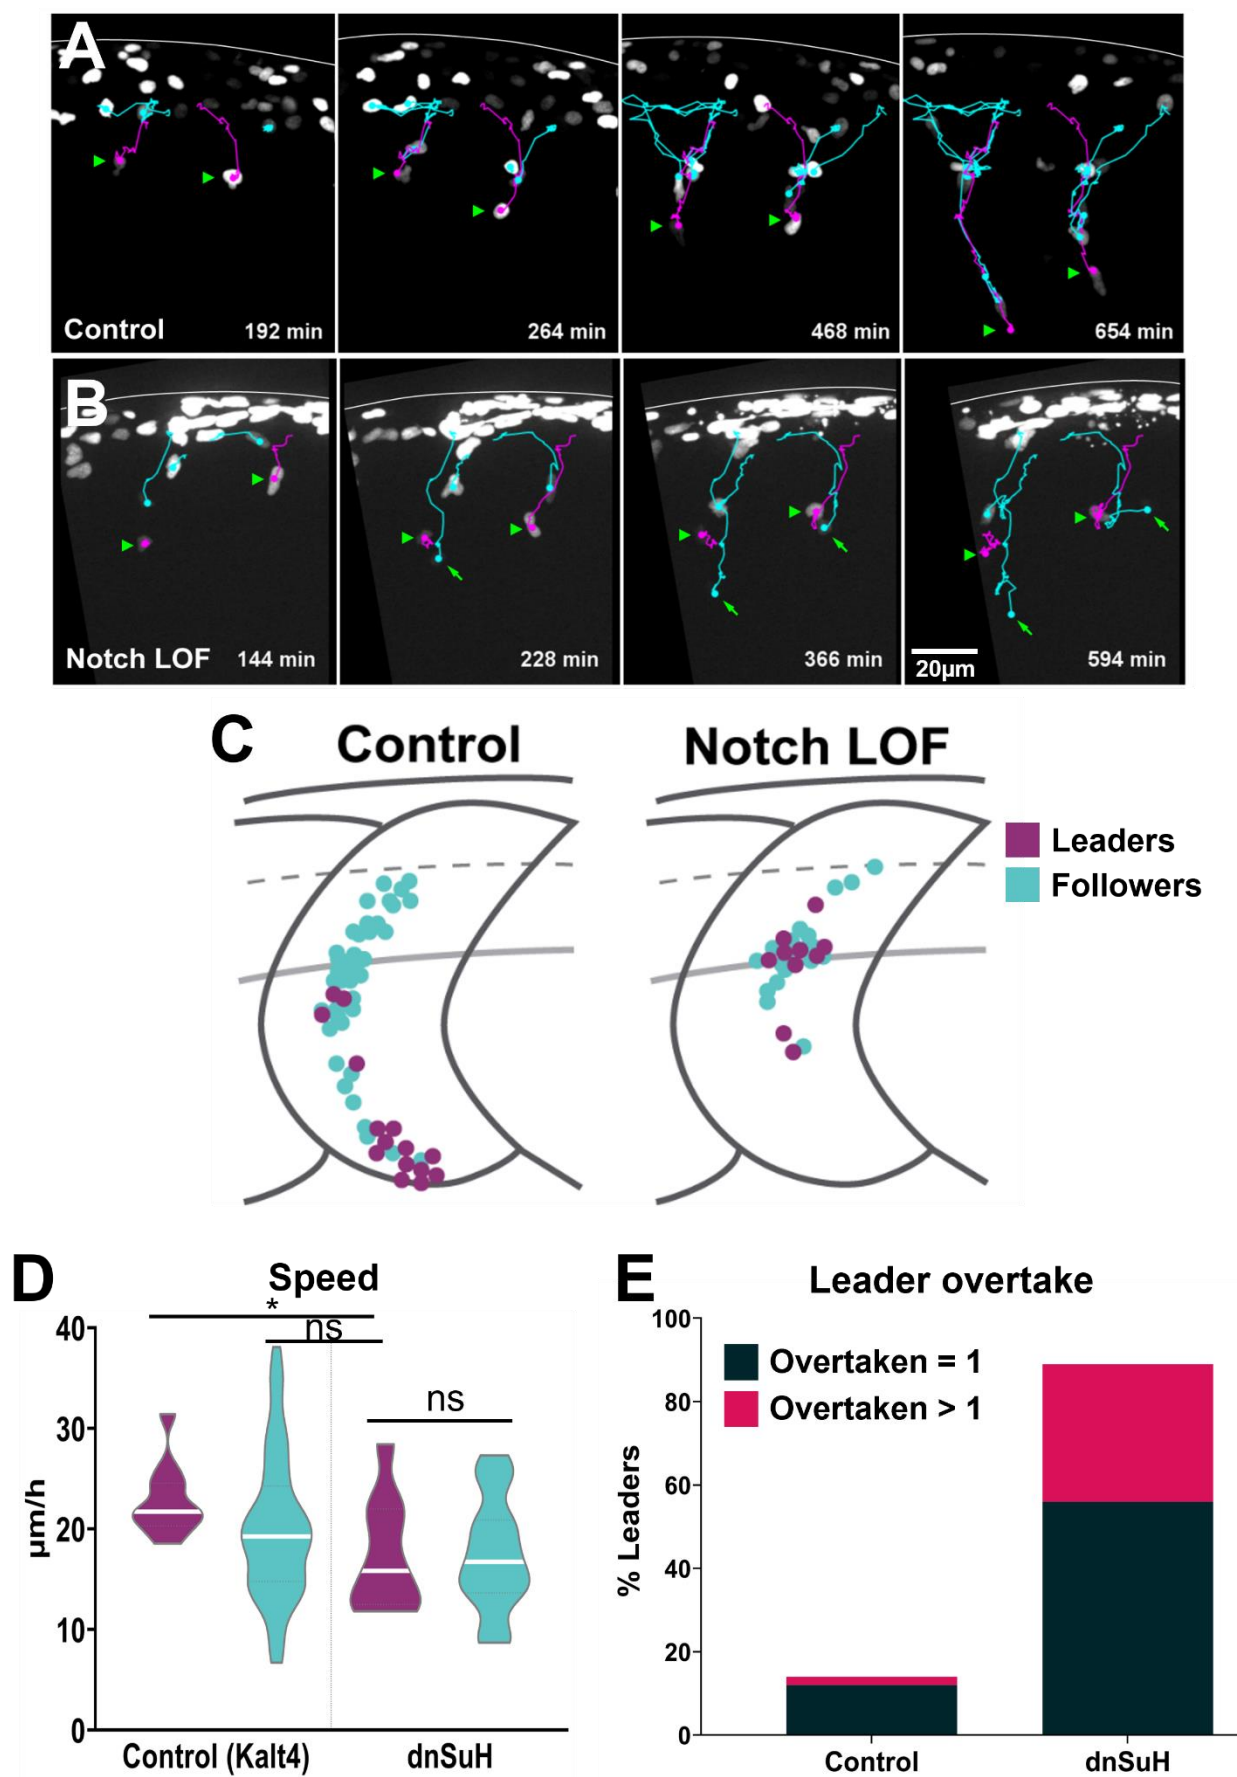 A
Control
192 min
264 min
468 min
654 min
B
Notch LOF
144 min
228 min
366 min
20µm
594 min
C
Control
Notch LOF
Leaders
Followers
D
Speed
*
ns
ns
40
30
20
10
0
µm/h
Control (Kalt4)
dnSuH
E
Leader overtake
100
80
60
40
20
0
% Leaders
Overtaken = 1
Overtaken > 1
Control
dnSuH